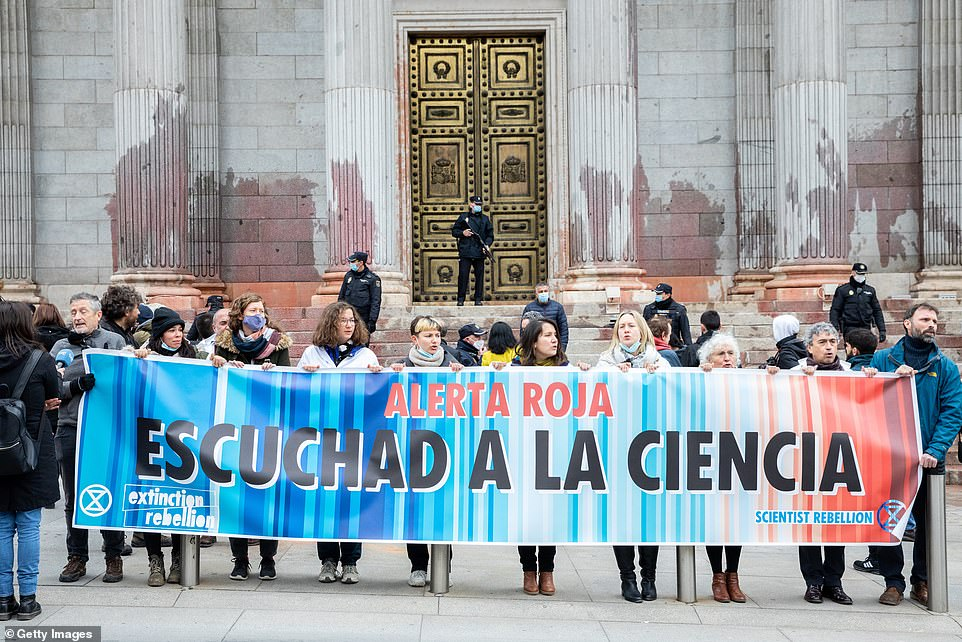 ALERTA ROJA
ESCUCHAD A LA CIENCIA
extinction
rebellion
SCIENTIST REBELLION
© Getty Images